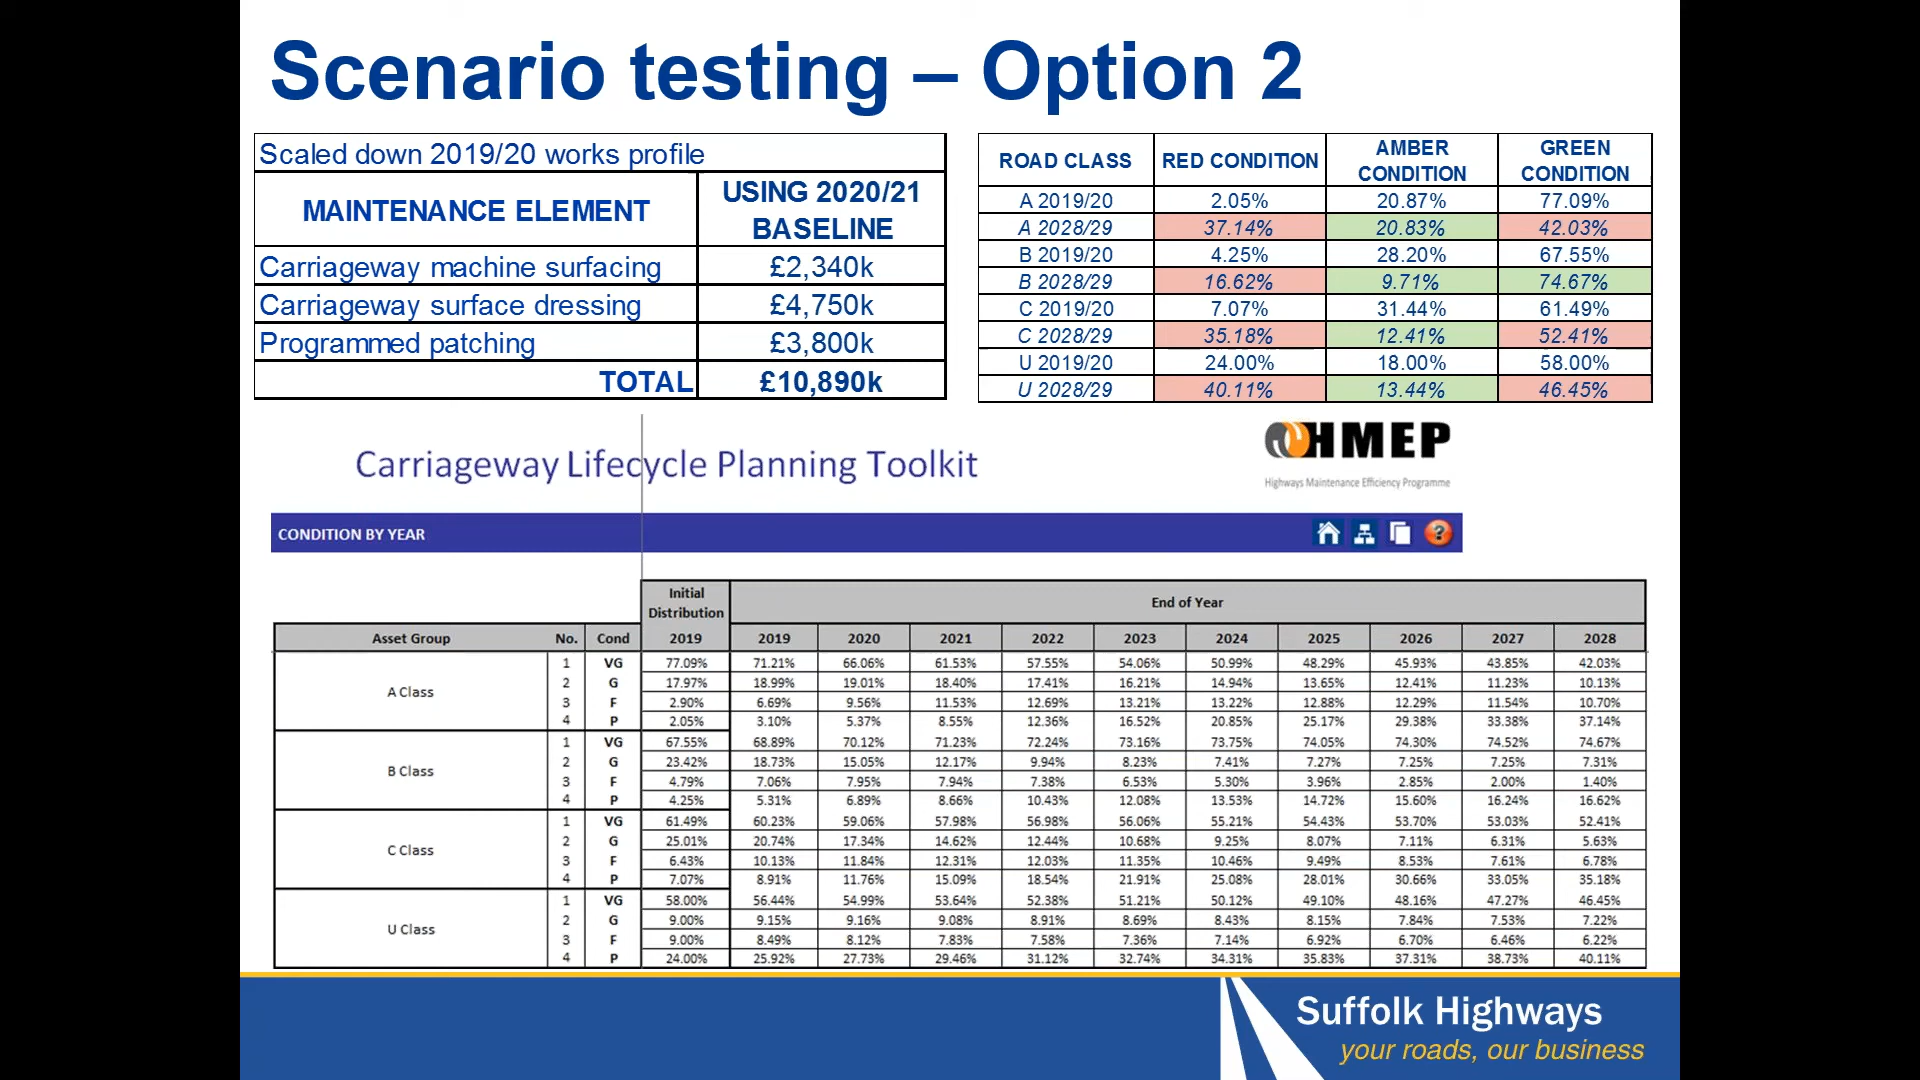 Scenario testing – Option 2
Scaled down 2019/20 works profile
MAINTENANCE ELEMENT USING 2020/21 BASELINE
Carriageway machine surfacing £2,340k
Carriageway surface dressing £4,750k
Programmed patching £3,800k
TOTAL £10,890k
ROAD CLASS RED CONDITION AMBER CONDITION GREEN CONDITION
A 2019/20 2.05% 20.87% 77.09%
A 2028/29 37.14% 20.83% 42.03%
B 2019/20 4.25% 28.20% 67.55%
B 2028/29 16.62% 9.71% 74.67%
C 2019/20 7.07% 31.44% 61.49%
C 2028/29 35.18% 12.41% 52.41%
U 2019/20 24.00% 18.00% 58.00%
U 2028/29 40.11% 13.44% 46.45%
Carriageway Lifecycle Planning Toolkit
HMEP
Highways Maintenance Efficiency Programme
CONDITION BY YEAR
?
Initial Distribution End of Year
Asset Group No. Cond 2019 2019 2020 2021 2022 2023 2024 2025 2026 2027 2028
A Class
1 VG 77.09% 71.21% 66.06% 61.53% 57.55% 54.06% 50.99% 48.29% 45.93% 43.85% 42.03%
2 G 17.97% 18.99% 19.01% 18.40% 17.41% 16.21% 14.94% 13.65% 12.41% 11.23% 10.13%
3 F 2.90% 6.69% 9.56% 11.53% 12.69% 13.21% 13.22% 12.88% 12.29% 11.54% 10.70%
4 P 2.05% 3.10% 5.37% 8.55% 12.36% 16.52% 20.85% 25.17% 29.38% 33.38% 37.14%
B Class
1 VG 67.55% 68.89% 70.12% 71.23% 72.24% 73.16% 73.75% 74.05% 74.30% 74.52% 74.67%
2 G 23.42% 18.73% 15.05% 12.17% 9.94% 8.23% 7.41% 7.27% 7.25% 7.25% 7.31%
3 F 4.79% 7.06% 7.95% 7.94% 7.38% 6.53% 5.30% 3.96% 2.85% 2.00% 1.40%
4 P 4.25% 5.31% 6.89% 8.66% 10.43% 12.08% 13.53% 14.72% 15.60% 16.24% 16.62%
C Class
1 VG 61.49% 60.23% 59.06% 57.98% 56.98% 56.06% 55.21% 54.43% 53.70% 53.03% 52.41%
2 G 25.01% 20.74% 17.34% 14.62% 12.44% 10.68% 9.25% 8.07% 7.11% 6.31% 5.63%
3 F 6.43% 10.13% 11.84% 12.31% 12.03% 11.35% 10.46% 9.49% 8.53% 7.61% 6.78%
4 P 7.07% 8.91% 11.76% 15.09% 18.54% 21.91% 25.08% 28.01% 30.66% 33.05% 35.18%
U Class
1 VG 58.00% 56.44% 54.99% 53.64% 52.38% 51.21% 50.12% 49.10% 48.16% 47.27% 46.45%
2 G 9.00% 9.15% 9.16% 9.08% 8.91% 8.69% 8.43% 8.15% 7.84% 7.53% 7.22%
3 F 9.00% 8.49% 8.12% 7.83% 7.58% 7.36% 7.14% 6.92% 6.70% 6.46% 6.22%
4 P 24.00% 25.92% 27.73% 29.46% 31.12% 32.74% 34.31% 35.83% 37.31% 38.73% 40.11%
Suffolk Highways
your roads, our business